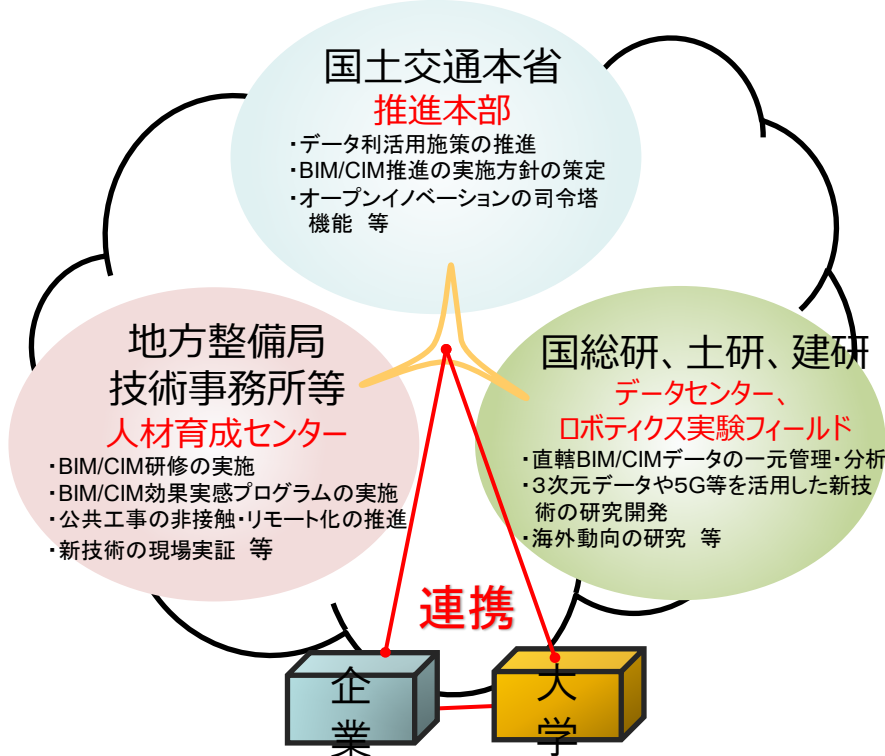 国土交通本省
推進本部
・データ利活用施策の推進
・BIM/CIM推進の実施方針の策定
・オープンイノベーションの司令塔
機能 等
地方整備局
技術事務所等
人材育成センター
・BIM/CIM研修の実施
・BIM/CIM効果実感プログラムの実施
・公共工事の非接触・リモート化の推進
・新技術の現場実証 等
国総研、土研、建研
データセンター、
ロボティクス実験フィールド
・直轄BIM/CIMデータの一元管理・分析
・３次元データや5G等を活用した新技
術の研究開発
・海外動向の研究 等
連携
企
業
大
学